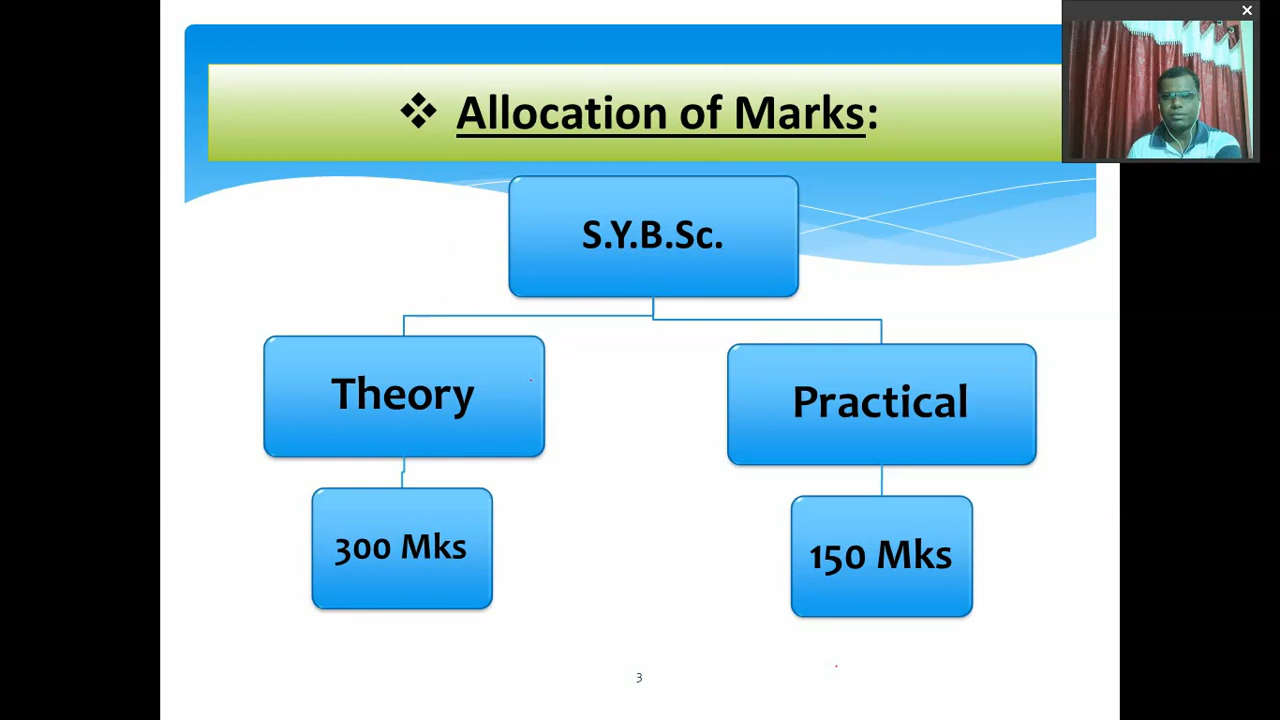 ❖ Allocation of Marks:
S.Y.B.Sc.
Theory
Practical
300 Mks
150 Mks
3